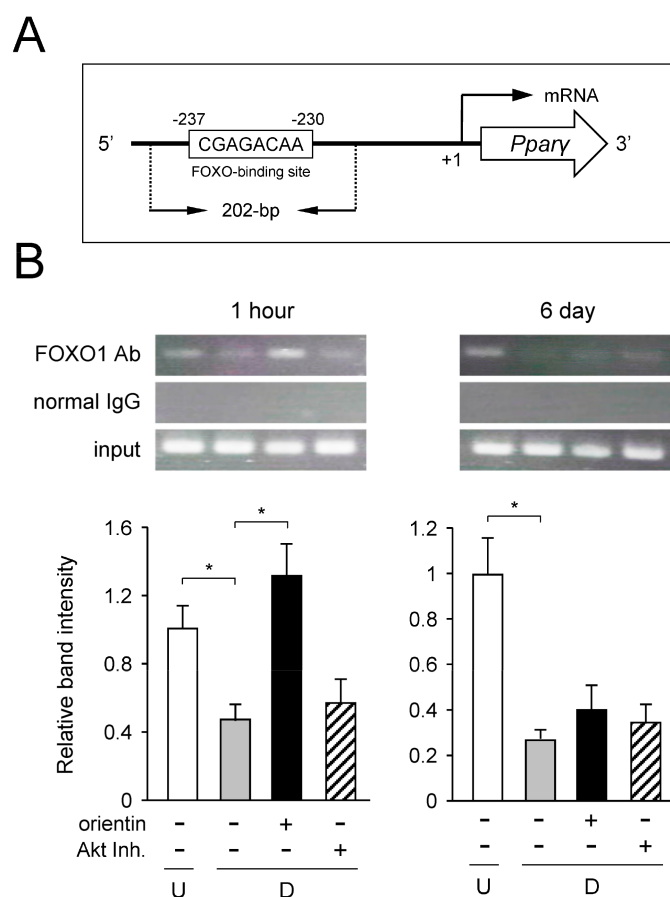 A
-237 -230
5' CGAGACAA
FOXO-binding site
202-bp
mRNA
+1
Pparγ 3'
B
1 hour 6 day
FOXO1 Ab
normal IgG
input
Relative band intensity
1.6
1.2
0.8
0.4
0
*
*
1.2
1
0.8
0.6
0.4
0.2
0
*
orientin - - + - - - + -
Akt Inh. - - - + - - - +
U D U D